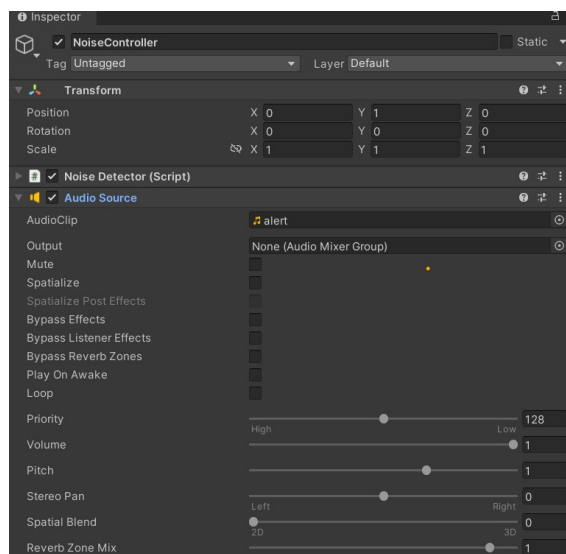 Inspector
NoiseController Static
Tag Untagged Layer Default
Transform
Position X 0 Y 1 Z 0
Rotation X 0 Y 0 Z 0
Scale X 1 Y 1 Z 1
# Noise Detector (Script)
Audio Source
AudioClip alert
Output None (Audio Mixer Group)
Mute
Spatialize
Spatialize Post Effects
Bypass Effects
Bypass Listener Effects
Bypass Reverb Zones
Play On Awake
Loop
Priority 128
High Low
Volume 1
Pitch 1
Stereo Pan 0
Left Right
Spatial Blend 0
2D 3D
Reverb Zone Mix 1